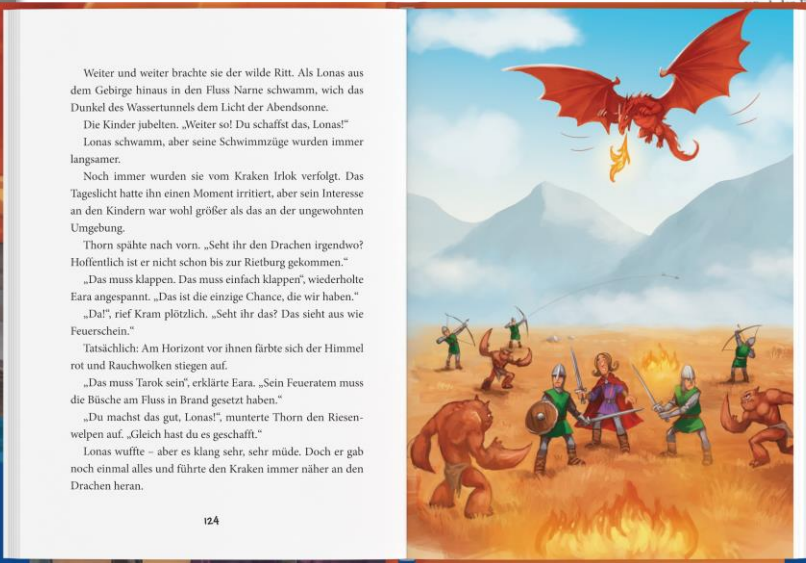 Weiter und weiter brachte sie der wilde Ritt. Als Lonas aus
dem Gebirge hinaus in den Fluss Narne schwamm, wich das
Dunkel des Wassertunnels dem Licht der Abendsonne.
Die Kinder jubelten. „Weiter so! Du schaffst das, Lonas!“
Lonas schwamm, aber seine Schwimmzüge wurden immer
langsamer.
Noch immer wurden sie vom Kraken Irlok verfolgt. Das
Tageslicht hatte ihn einen Moment irritiert, aber sein Interesse
an den Kindern war wohl größer als das an der ungewohnten
Umgebung.
Thorn spähte nach vorn. „Seht ihr den Drachen irgendwo?
Hoffentlich ist er nicht schon bis zur Rietburg gekommen.“
„Das muss klappen. Das muss einfach klappen“, wiederholte
Eara angespannt. „Das ist die einzige Chance, die wir haben.“
„Da!“, rief Kram plötzlich. „Seht ihr das? Das sieht aus wie
Feuerschein.“
Tatsächlich: Am Horizont vor ihnen färbte sich der Himmel
rot und Rauchwolken stiegen auf.
„Das muss Tarok sein“, erklärte Eara. „Sein Feueratem muss
die Büsche am Fluss in Brand gesetzt haben.“
„Du machst das gut, Lonas!“, munterte Thorn den Riesen-
welpen auf. „Gleich hast du es geschafft.“
Lonas wuffte – aber es klang sehr, sehr müde. Doch er gab
noch einmal alles und führte den Kraken immer näher an den
Drachen heran.
124